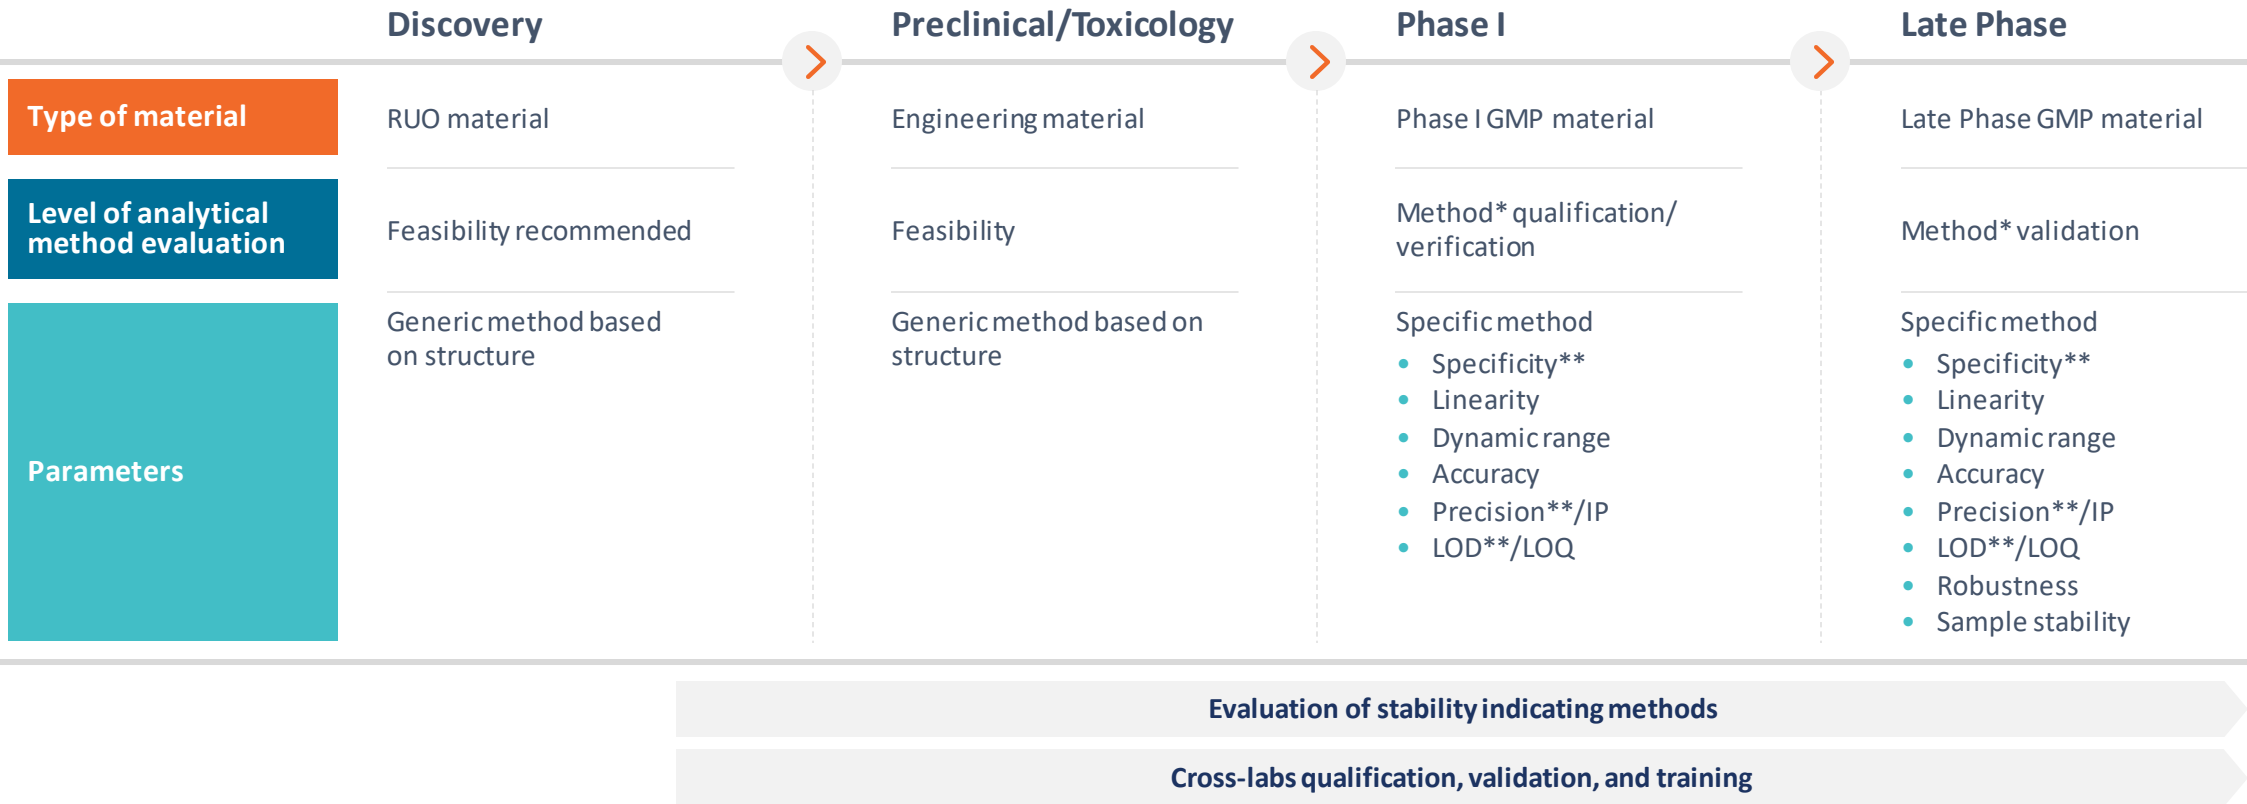 Discovery
Preclinical/Toxicology
Phase I
Late Phase
Type of material
RUO material
Engineering material
Phase I GMP material
Late Phase GMP material
Level of analytical
method evaluation
Feasibility recommended
Feasibility
Method* qualification/
verification
Method* validation
Parameters
Generic method based
on structure
Generic method based on
structure
Specific method
• Specificity**
• Linearity
• Dynamic range
• Accuracy
• Precision**/IP
• LOD**/LOQ
Specific method
• Specificity**
• Linearity
• Dynamic range
• Accuracy
• Precision**/IP
• LOD**/LOQ
• Robustness
• Sample stability
Evaluation of stability indicating methods
Cross-labs qualification, validation, and training